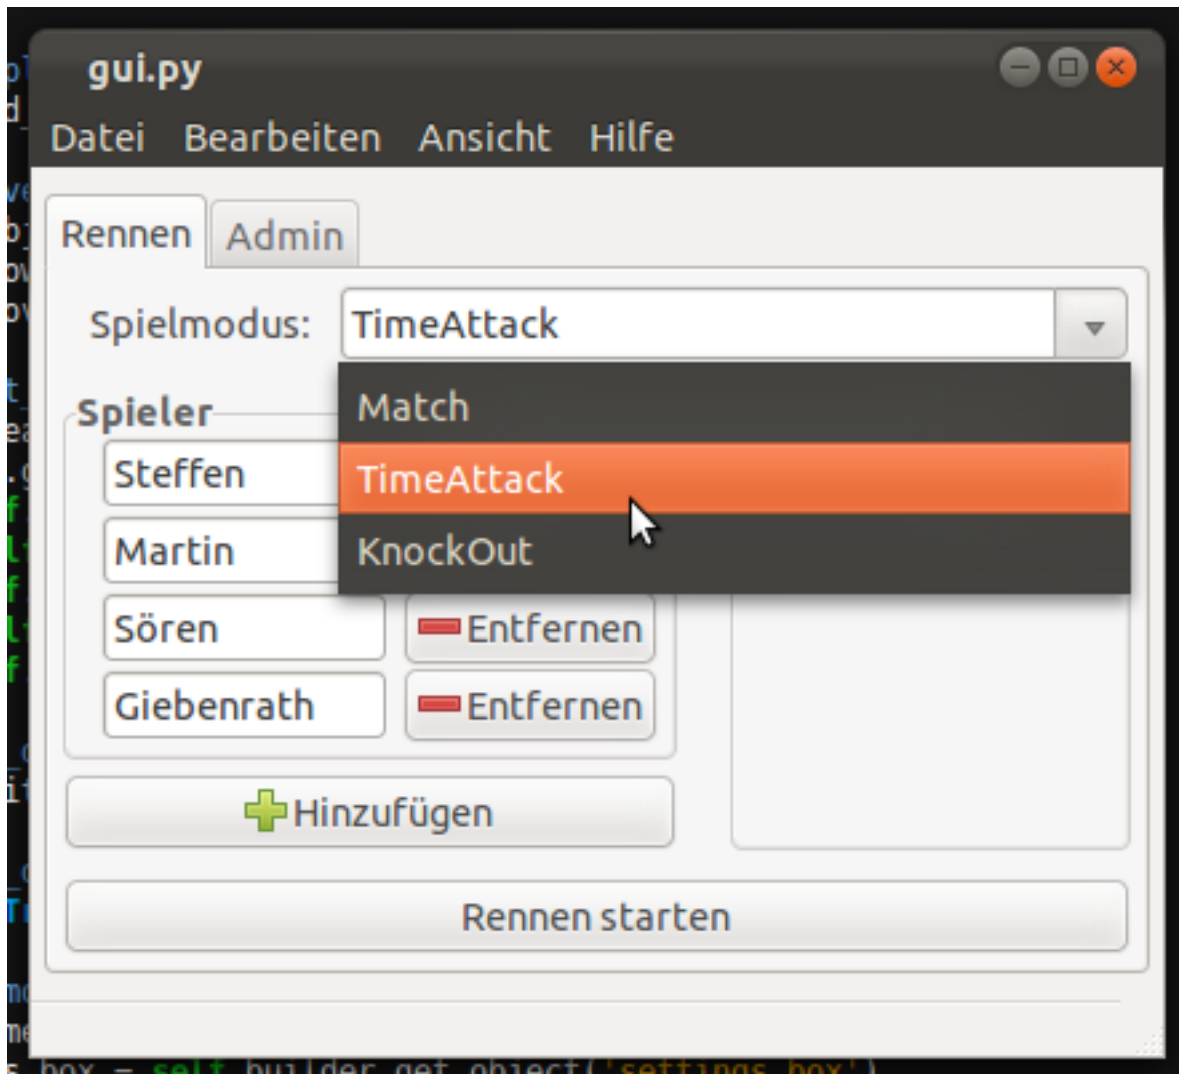 gui.py
Datei Bearbeiten Ansicht Hilfe
Rennen Admin
Spielmodus: TimeAttack
Match
Spieler
TimeAttack
Steffen
KnockOut
Martin
Sören Entfernen
Giebenrath Entfernen
Hinzufügen
Rennen starten
box = self.builder.get_object('settings_box')